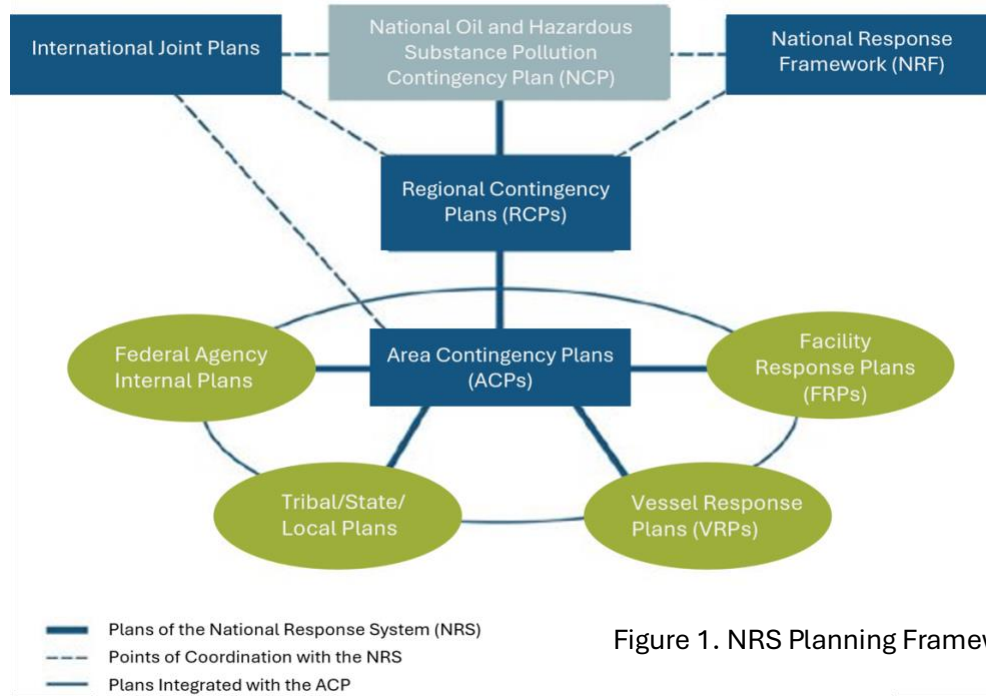 International Joint Plans
National Oil and Hazardous
Substance Pollution
Contingency Plan (NCP)
National Response
Framework (NRF)
Regional Contingency
Plans (RCPs)
Federal Agency
Internal Plans
Area Contingency Plans
(ACPs)
Facility
Response Plans
(FRPs)
Tribal/State/
Local Plans
Vessel Response
Plans (VRPs)
Plans of the National Response System (NRS)
Points of Coordination with the NRS
Plans Integrated with the ACP
Figure 1. NRS Planning Framew